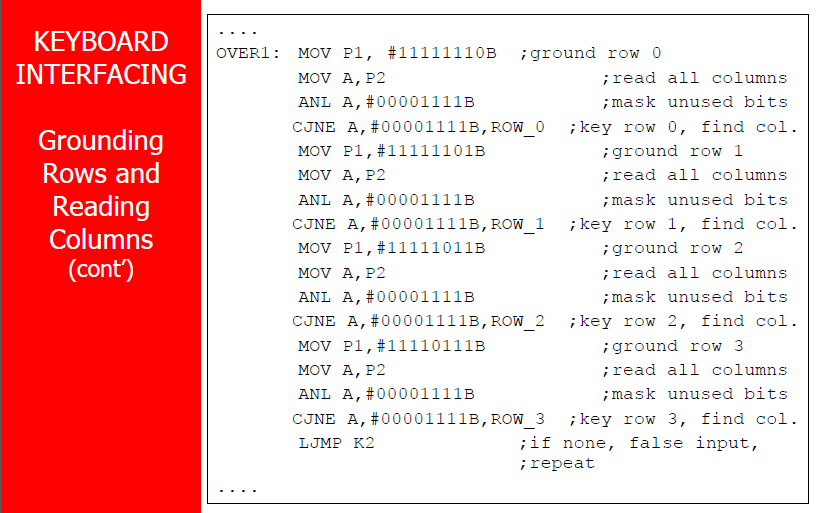 KEYBOARD
INTERFACING
Grounding
Rows and
Reading
Columns
(cont’)
....
OVER1: MOV P1, #11111110B ;ground row 0
MOV A,P2 ;read all columns
ANL A,#00001111B ;mask unused bits
CJNE A,#00001111B,ROW_0 ;key row 0, find col.
MOV P1,#11111101B ;ground row 1
MOV A,P2 ;read all columns
ANL A,#00001111B ;mask unused bits
CJNE A,#00001111B,ROW_1 ;key row 1, find col.
MOV P1,#11111011B ;ground row 2
MOV A,P2 ;read all columns
ANL A,#00001111B ;mask unused bits
CJNE A,#00001111B,ROW_2 ;key row 2, find col.
MOV P1,#11110111B ;ground row 3
MOV A,P2 ;read all columns
ANL A,#00001111B ;mask unused bits
CJNE A,#00001111B,ROW_3 ;key row 3, find col.
LJMP K2 ;if none, false input,
;repeat
....